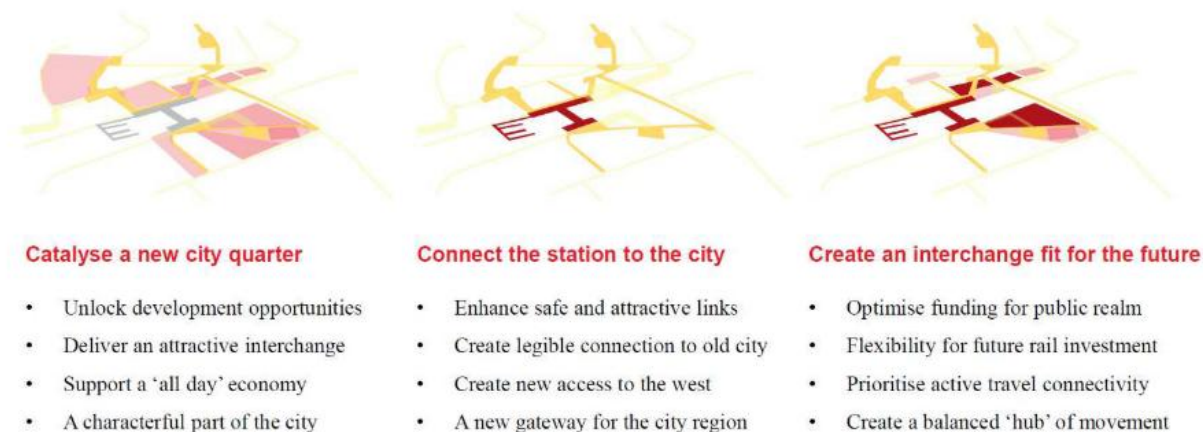 Catalyse a new city quarter
• Unlock development opportunities
• Deliver an attractive interchange
• Support a ‘all day’ economy
• A characterful part of the city
Connect the station to the city
• Enhance safe and attractive links
• Create legible connection to old city
• Create new access to the west
• A new gateway for the city region
Create an interchange fit for the future
• Optimise funding for public realm
• Flexibility for future rail investment
• Prioritise active travel connectivity
• Create a balanced ‘hub’ of movement